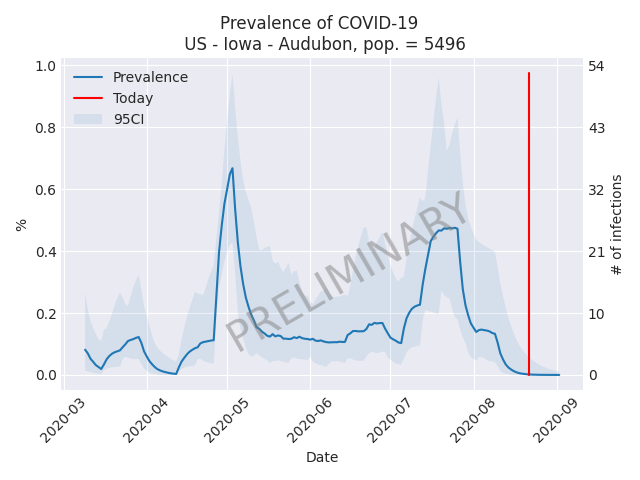 Prevalence of COVID-19
US - Iowa - Audubon, pop. = 5496
Prevalence
Today
95CI
1.0
0.8
0.6
0.4
0.2
0.0
%
54
43
32
21
10
0
# of infections
2020-03
2020-04
2020-05
2020-06
2020-07
2020-08
2020-09
Date
PRELIMINARY